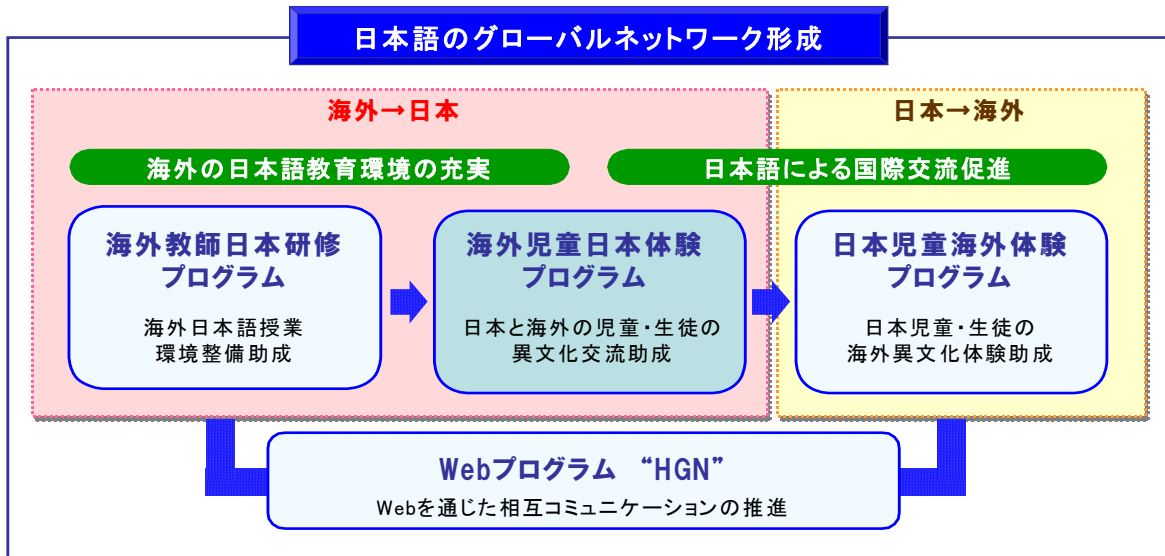 日本語のグローバルネットワーク形成
海外→日本
日本→海外
海外の日本語教育環境の充実
日本語による国際交流促進
海外教師日本研修
プログラム
海外日本語授業
環境整備助成
海外児童日本体験
プログラム
日本と海外の児童・生徒の
異文化交流助成
日本児童海外体験
プログラム
日本児童・生徒の
海外異文化体験助成
Webプログラム “HGN”
Webを通じた相互コミュニケーションの推進